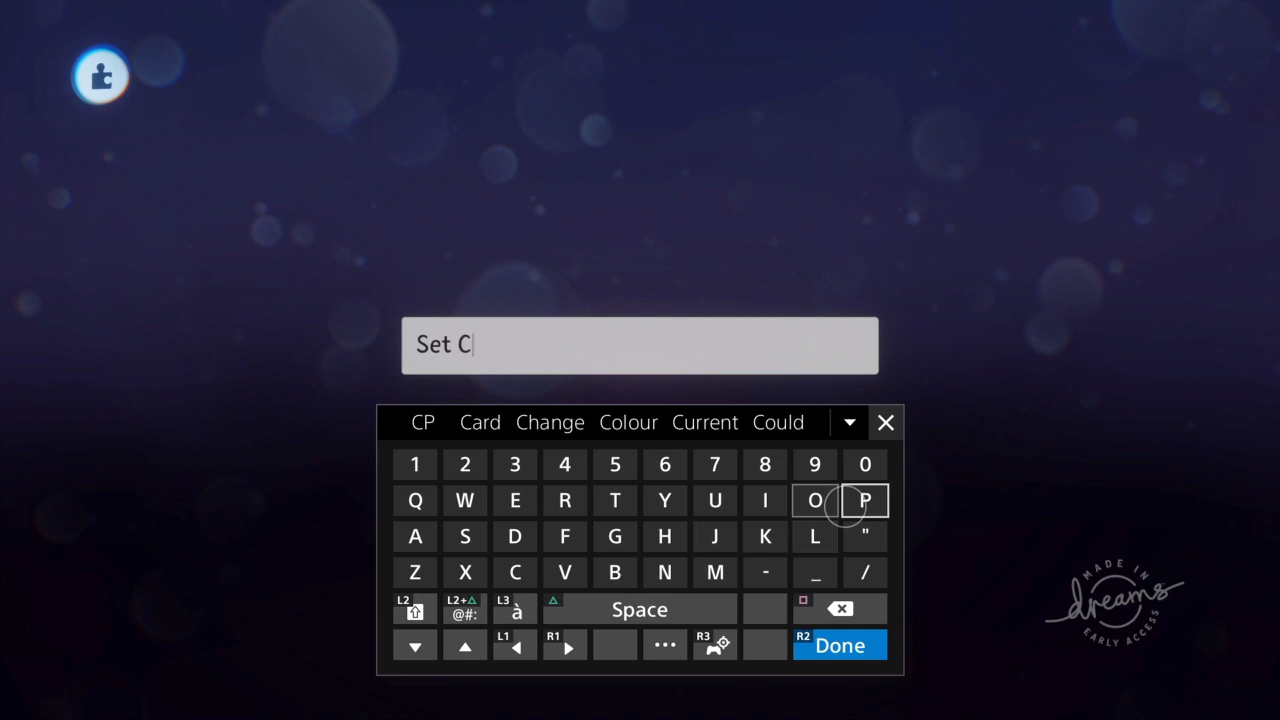 Set C
CP Card Change Colour Current Could
1 2 3 4 5 6 7 8 9 0
Q W E R T Y U I O P
A S D F G H J K L "
Z X C V B N M - _ /
L2 L2+△ @#: L3 à △ Space □
L1 R1 ... R3 R2 Done
MADE IN
dreams
EARLY ACCESS